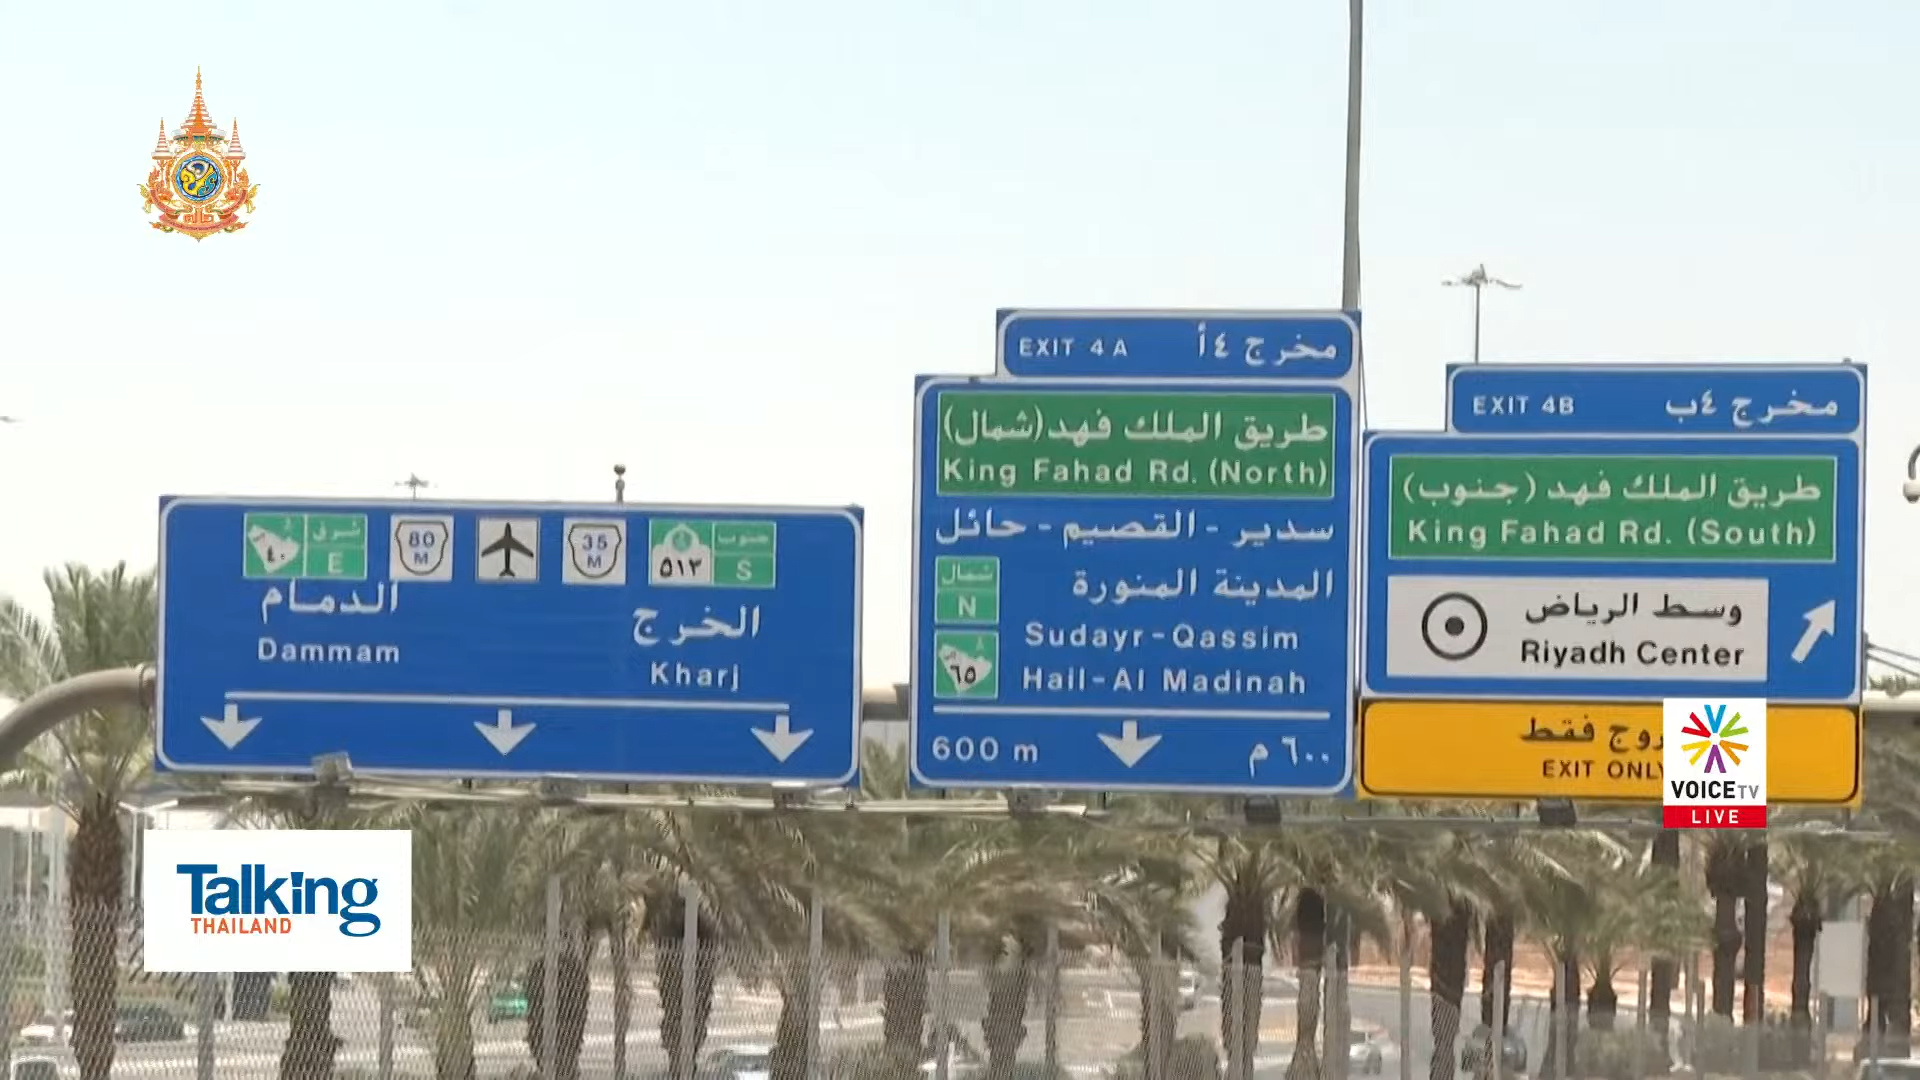 EXIT 4 A مخرج ٤أ
طريق الملك فهد (شمال)
King Fahad Rd. (North)
سدير - القصيم - حائل
المدينة المنورة
شمال
N
٦٥
Sudayr-Qassim
Hail-Al Madinah
600 m ٦٠٠ م
EXIT 4B مخرج ٤ب
طريق الملك فهد (جنوب)
King Fahad Rd. (South)
وسط الرياض
Riyadh Center
فقط
EXIT ONLY
شرق
E
٤٠
80
M
35
M
٥١٣
جنوب
S
الدمام
Dammam
الخرج
Kharj
VOICE TV
LIVE
Talking
THAILAND